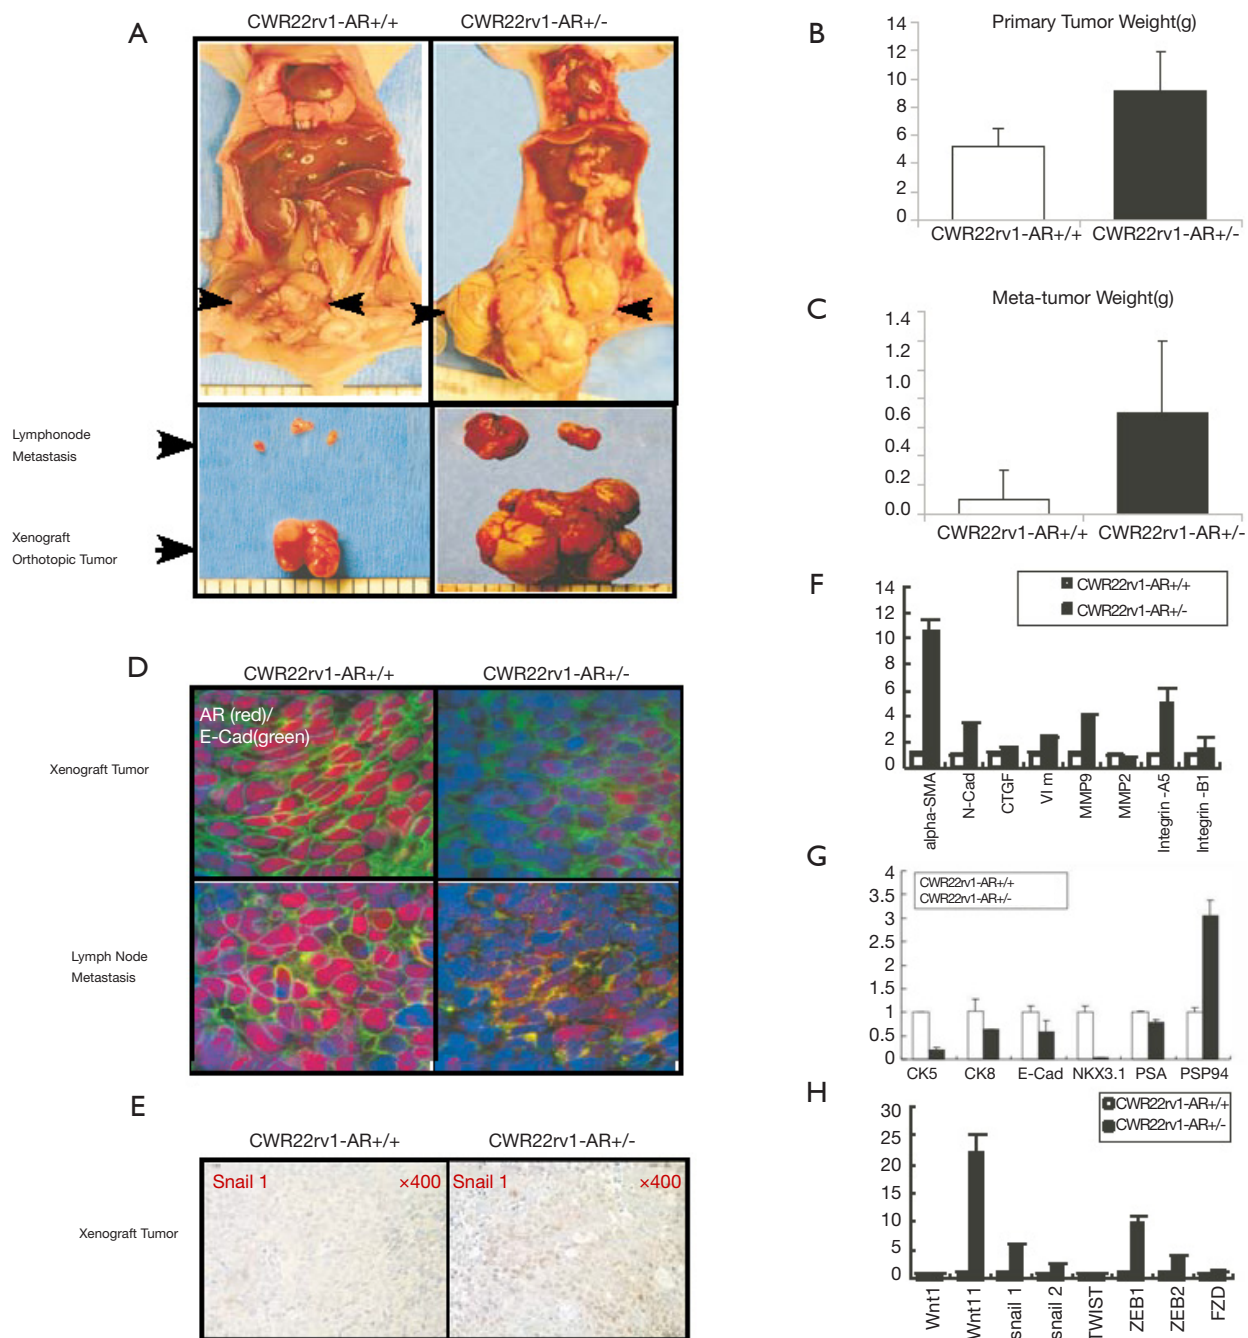 A
CWR22rv1-AR+/+
CWR22rv1-AR+/-
Lymphonode
Metastasis
Xenograft
Orthotopic Tumor
B
Primary Tumor Weight(g)
14
12
10
8
6
4
2
0
CWR22rv1-AR+/+
CWR22rv1-AR+/-
C
Meta-tumor Weight(g)
1.4
1.2
1.0
0.6
0.6
0.4
0.2
0.0
CWR22rv1-AR+/+
CWR22rv1-AR+/-
D
CWR22rv1-AR+/+
CWR22rv1-AR+/-
AR (red)/
E-Cad(green)
Xenograft Tumor
Lymph Node
Metastasis
E
CWR22rv1-AR+/+
CWR22rv1-AR+/-
Snail 1
×400
Snail 1
×400
Xenograft Tumor
F
CWR22rv1-AR+/+
CWR22rv1-AR+/-
14
12
10
8
6
4
2
0
alpha-SMA
N-Cad
CTGF
VI m
MMP9
MMP2
Integrin -A5
Integrin -B1
G
CWR22rv1-AR+/+
CWR22rv1-AR+/-
4
3.5
3
2.5
2
1.5
1
0.5
0
CK5
CK8
E-Cad
NKX3.1
PSA
PSP94
H
CWR22rv1-AR+/+
CWR22rv1-AR+/-
30
25
20
15
10
5
0
Wnt1
Wnt11
snail 1
snail 2
TWIST
ZEB1
ZEB2
FZD